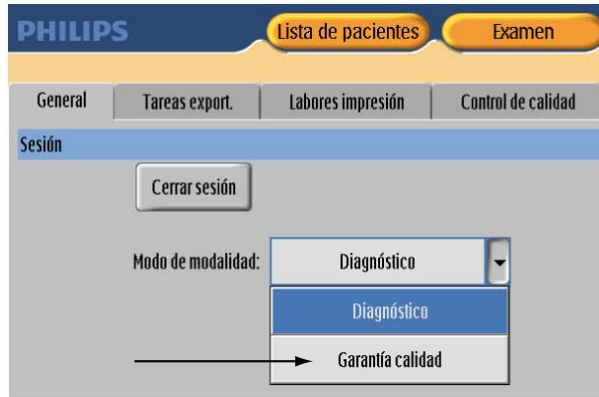 PHILIPS
Lista de pacientes
Examen
General
Tareas export.
Labores impresión
Control de calidad
Sesión
Cerrar sesión
Modo de modalidad:
Diagnóstico
Diagnóstico
Garantía calidad